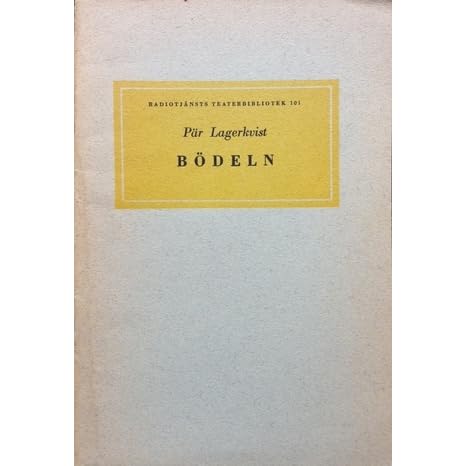 RADIOTJÄNSTS TEATERBIBLIOTEK 101
Pär Lagerkvist
BÖDELN